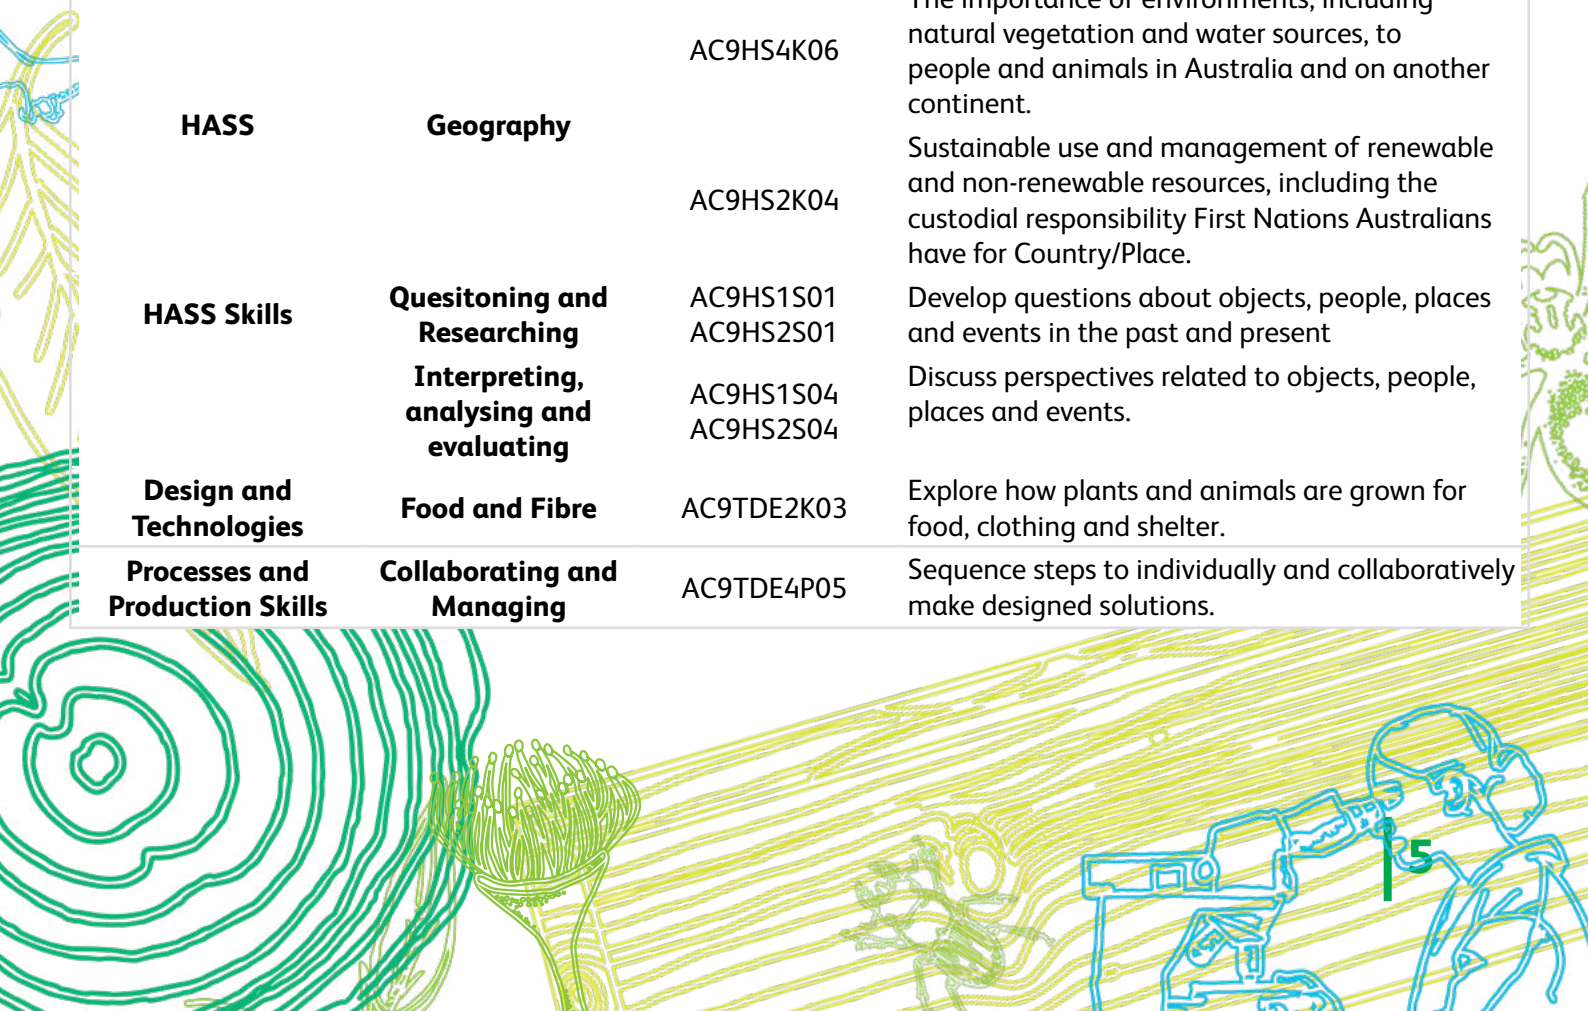 The importance of environments, including
natural vegetation and water sources, to
people and animals in Australia and on another
continent.
AC9HS4K06
HASS
Geography
Sustainable use and management of renewable
and non-renewable resources, including the
custodial responsibility First Nations Australians
have for Country/Place.
AC9HS2K04
HASS Skills
Quesitoning and
Researching
AC9HS1S01
AC9HS2S01
Develop questions about objects, people, places
and events in the past and present
Interpreting,
analysing and
evaluating
AC9HS1S04
AC9HS2S04
Discuss perspectives related to objects, people,
places and events.
Design and
Technologies
Food and Fibre
AC9TDE2K03
Explore how plants and animals are grown for
food, clothing and shelter.
Processes and
Production Skills
Collaborating and
Managing
AC9TDE4P05
Sequence steps to individually and collaboratively
make designed solutions.
5